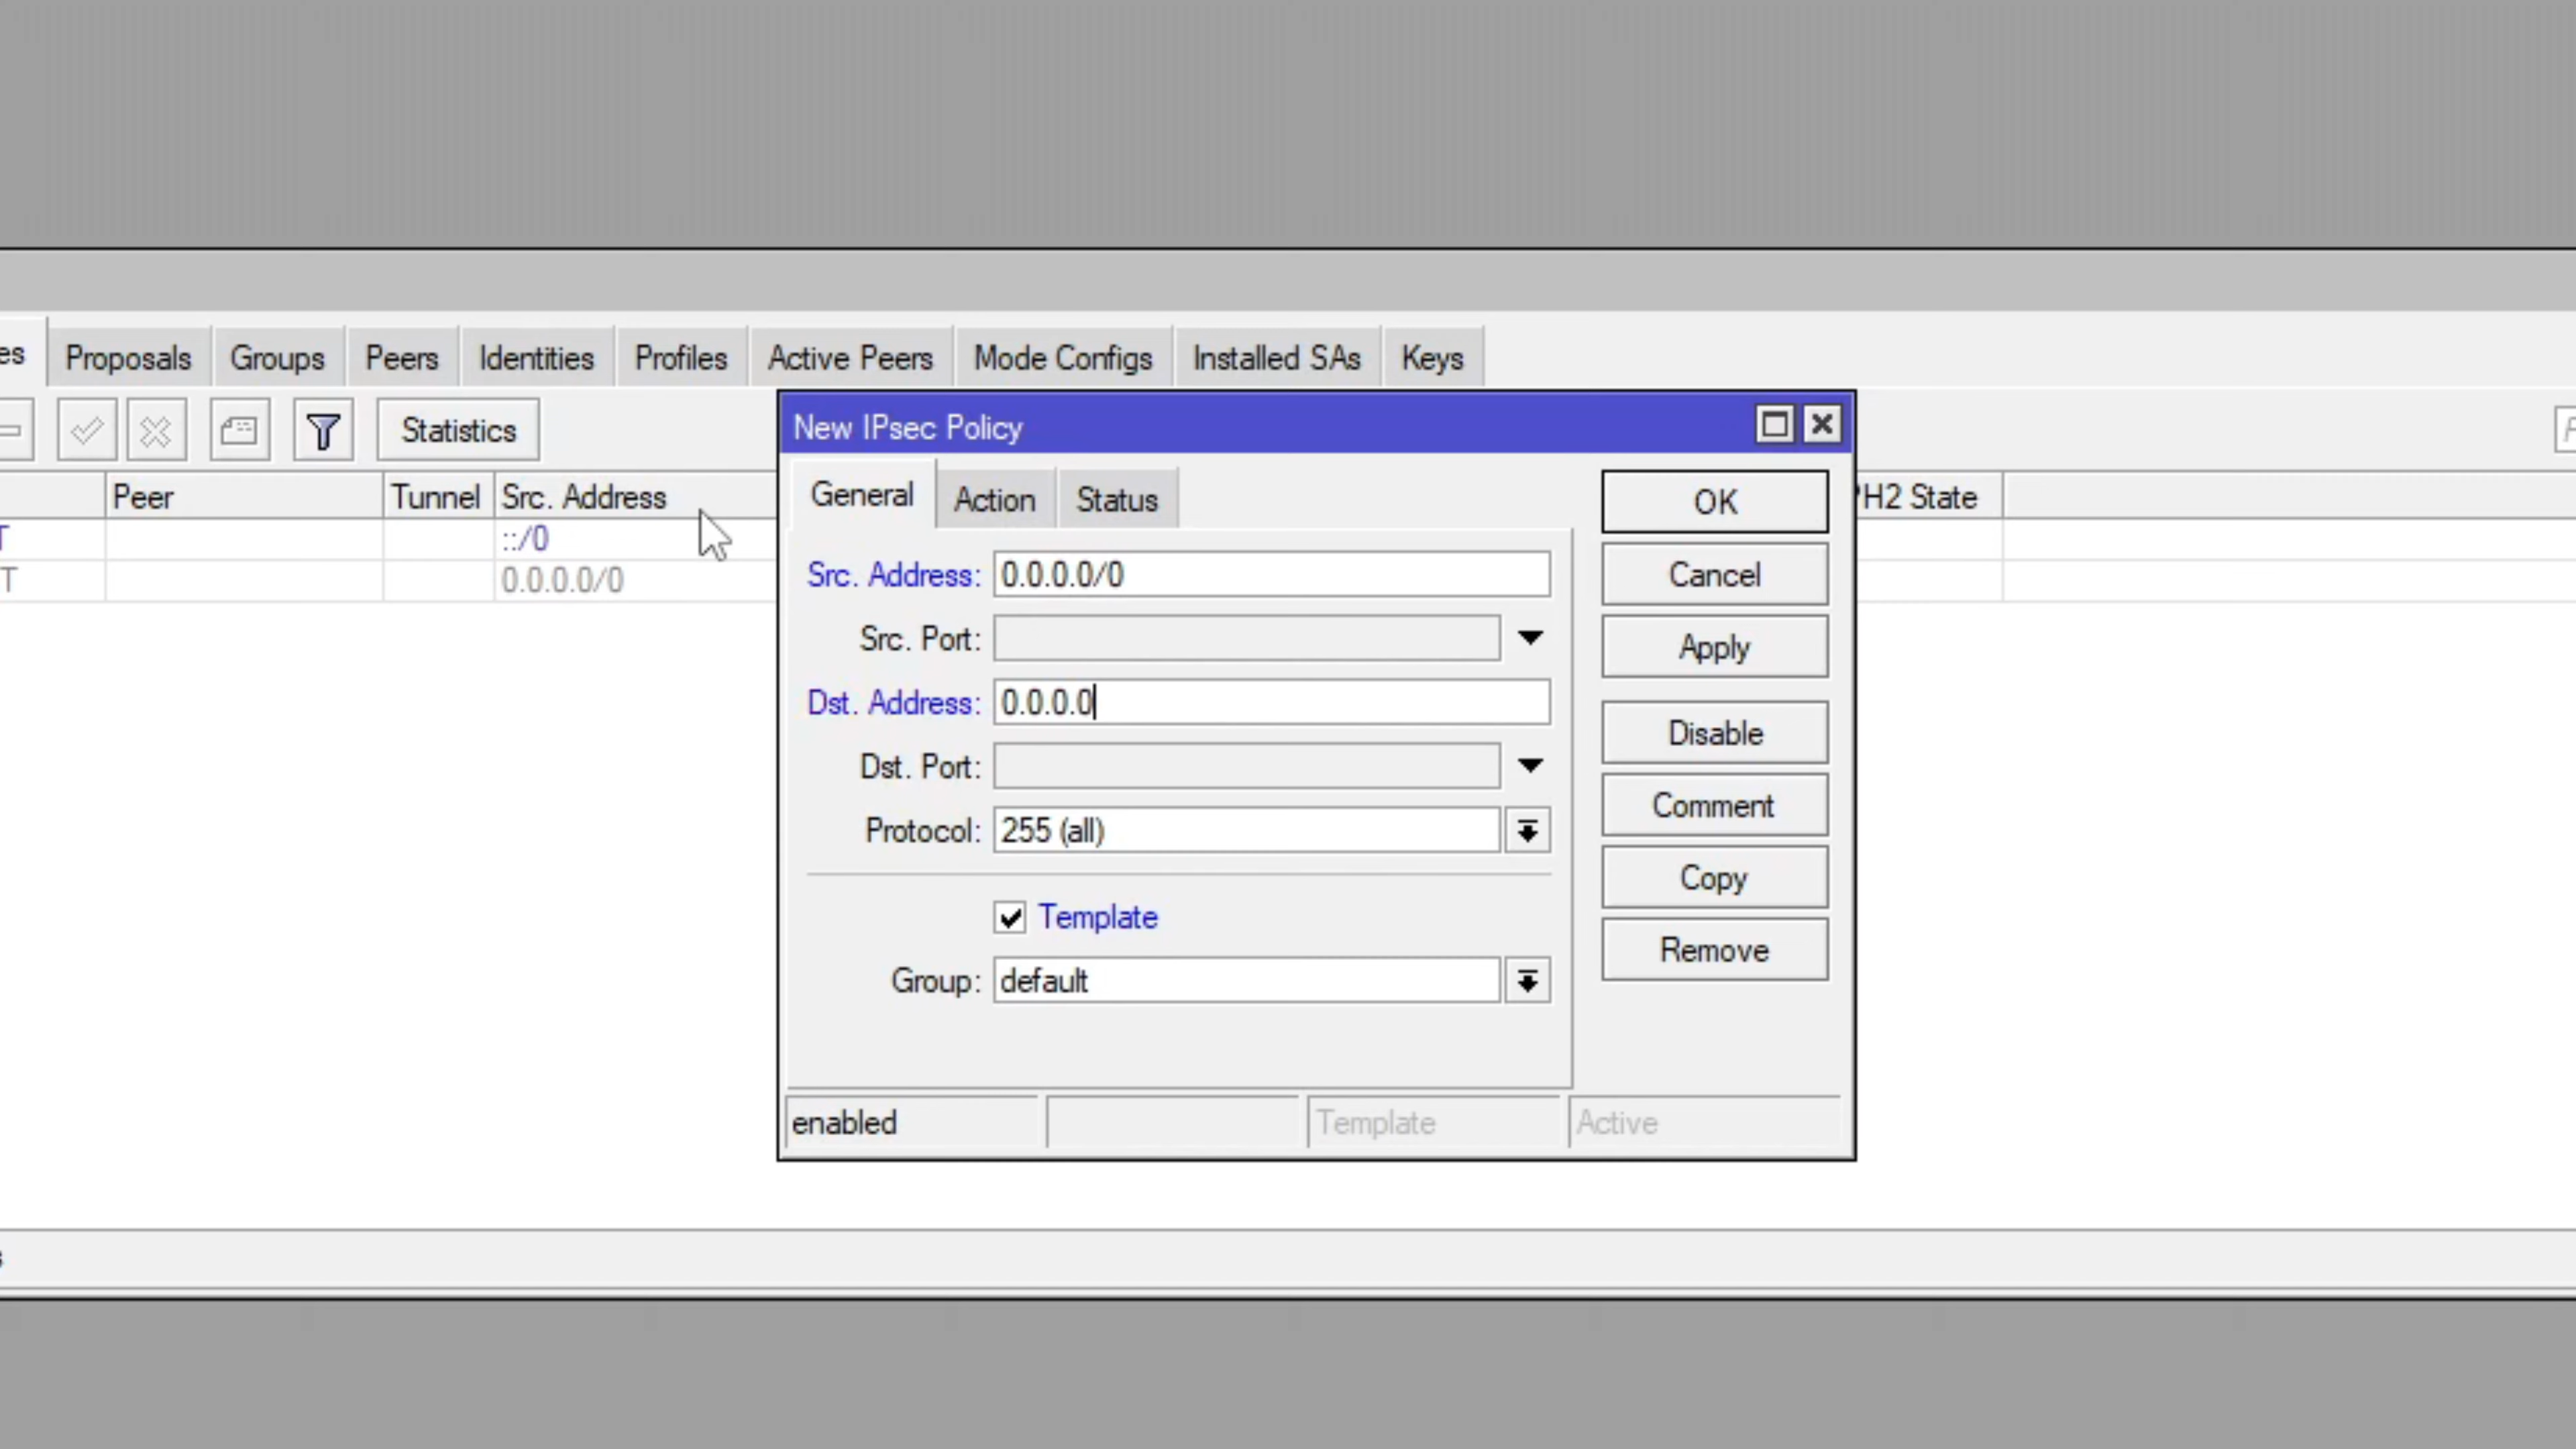 es Proposals Groups Peers Identities Profiles Active Peers Mode Configs Installed SAs Keys
Statistics
Peer Tunnel Src. Address
T ::/0
T 0.0.0.0/0
H2 State
New IPsec Policy
General Action Status
Src. Address: 0.0.0.0/0
Src. Port:
Dst. Address: 0.0.0.0
Dst. Port:
Protocol: 255 (all)
Template
Group: default
OK
Cancel
Apply
Disable
Comment
Copy
Remove
enabled Template Active